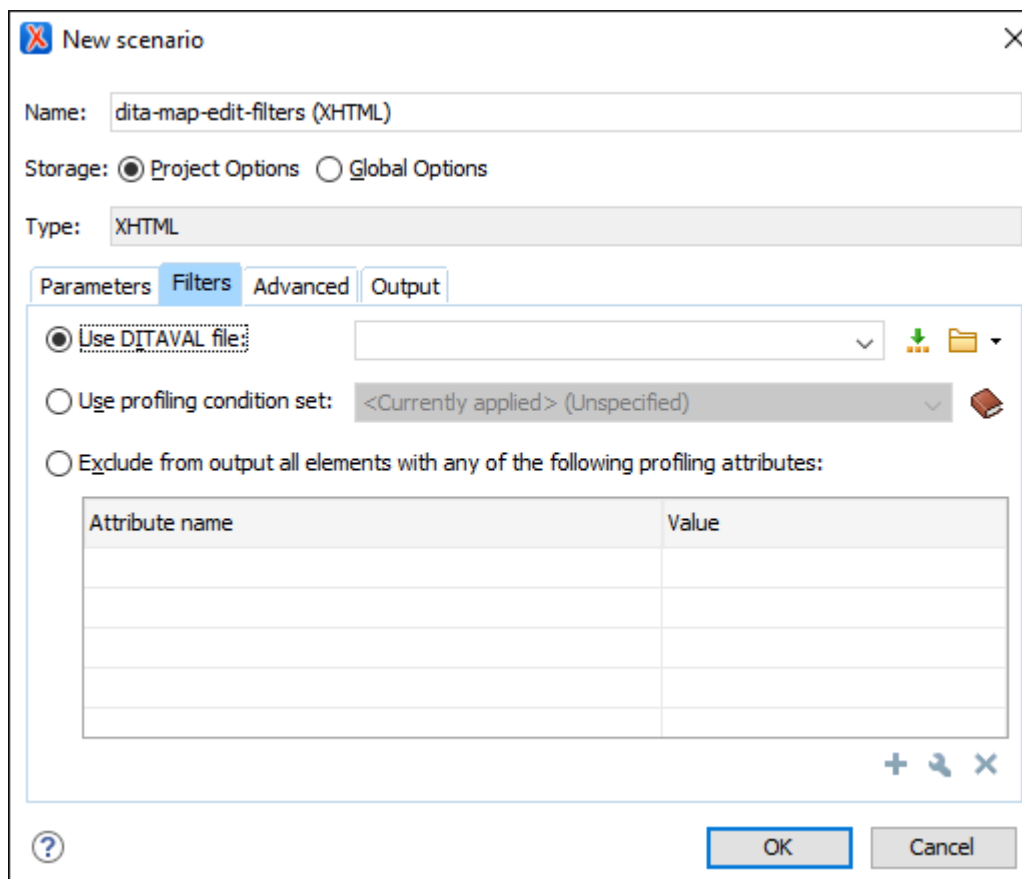 New scenario
Name: dita-map-edit-filters (XHTML)
Storage: Project Options Global Options
Type: XHTML
Parameters Filters Advanced Output
Use DITAVAL file:
Use profiling condition set: <Currently applied> (Unspecified)
Exclude from output all elements with any of the following profiling attributes:
Attribute name Value
? OK Cancel